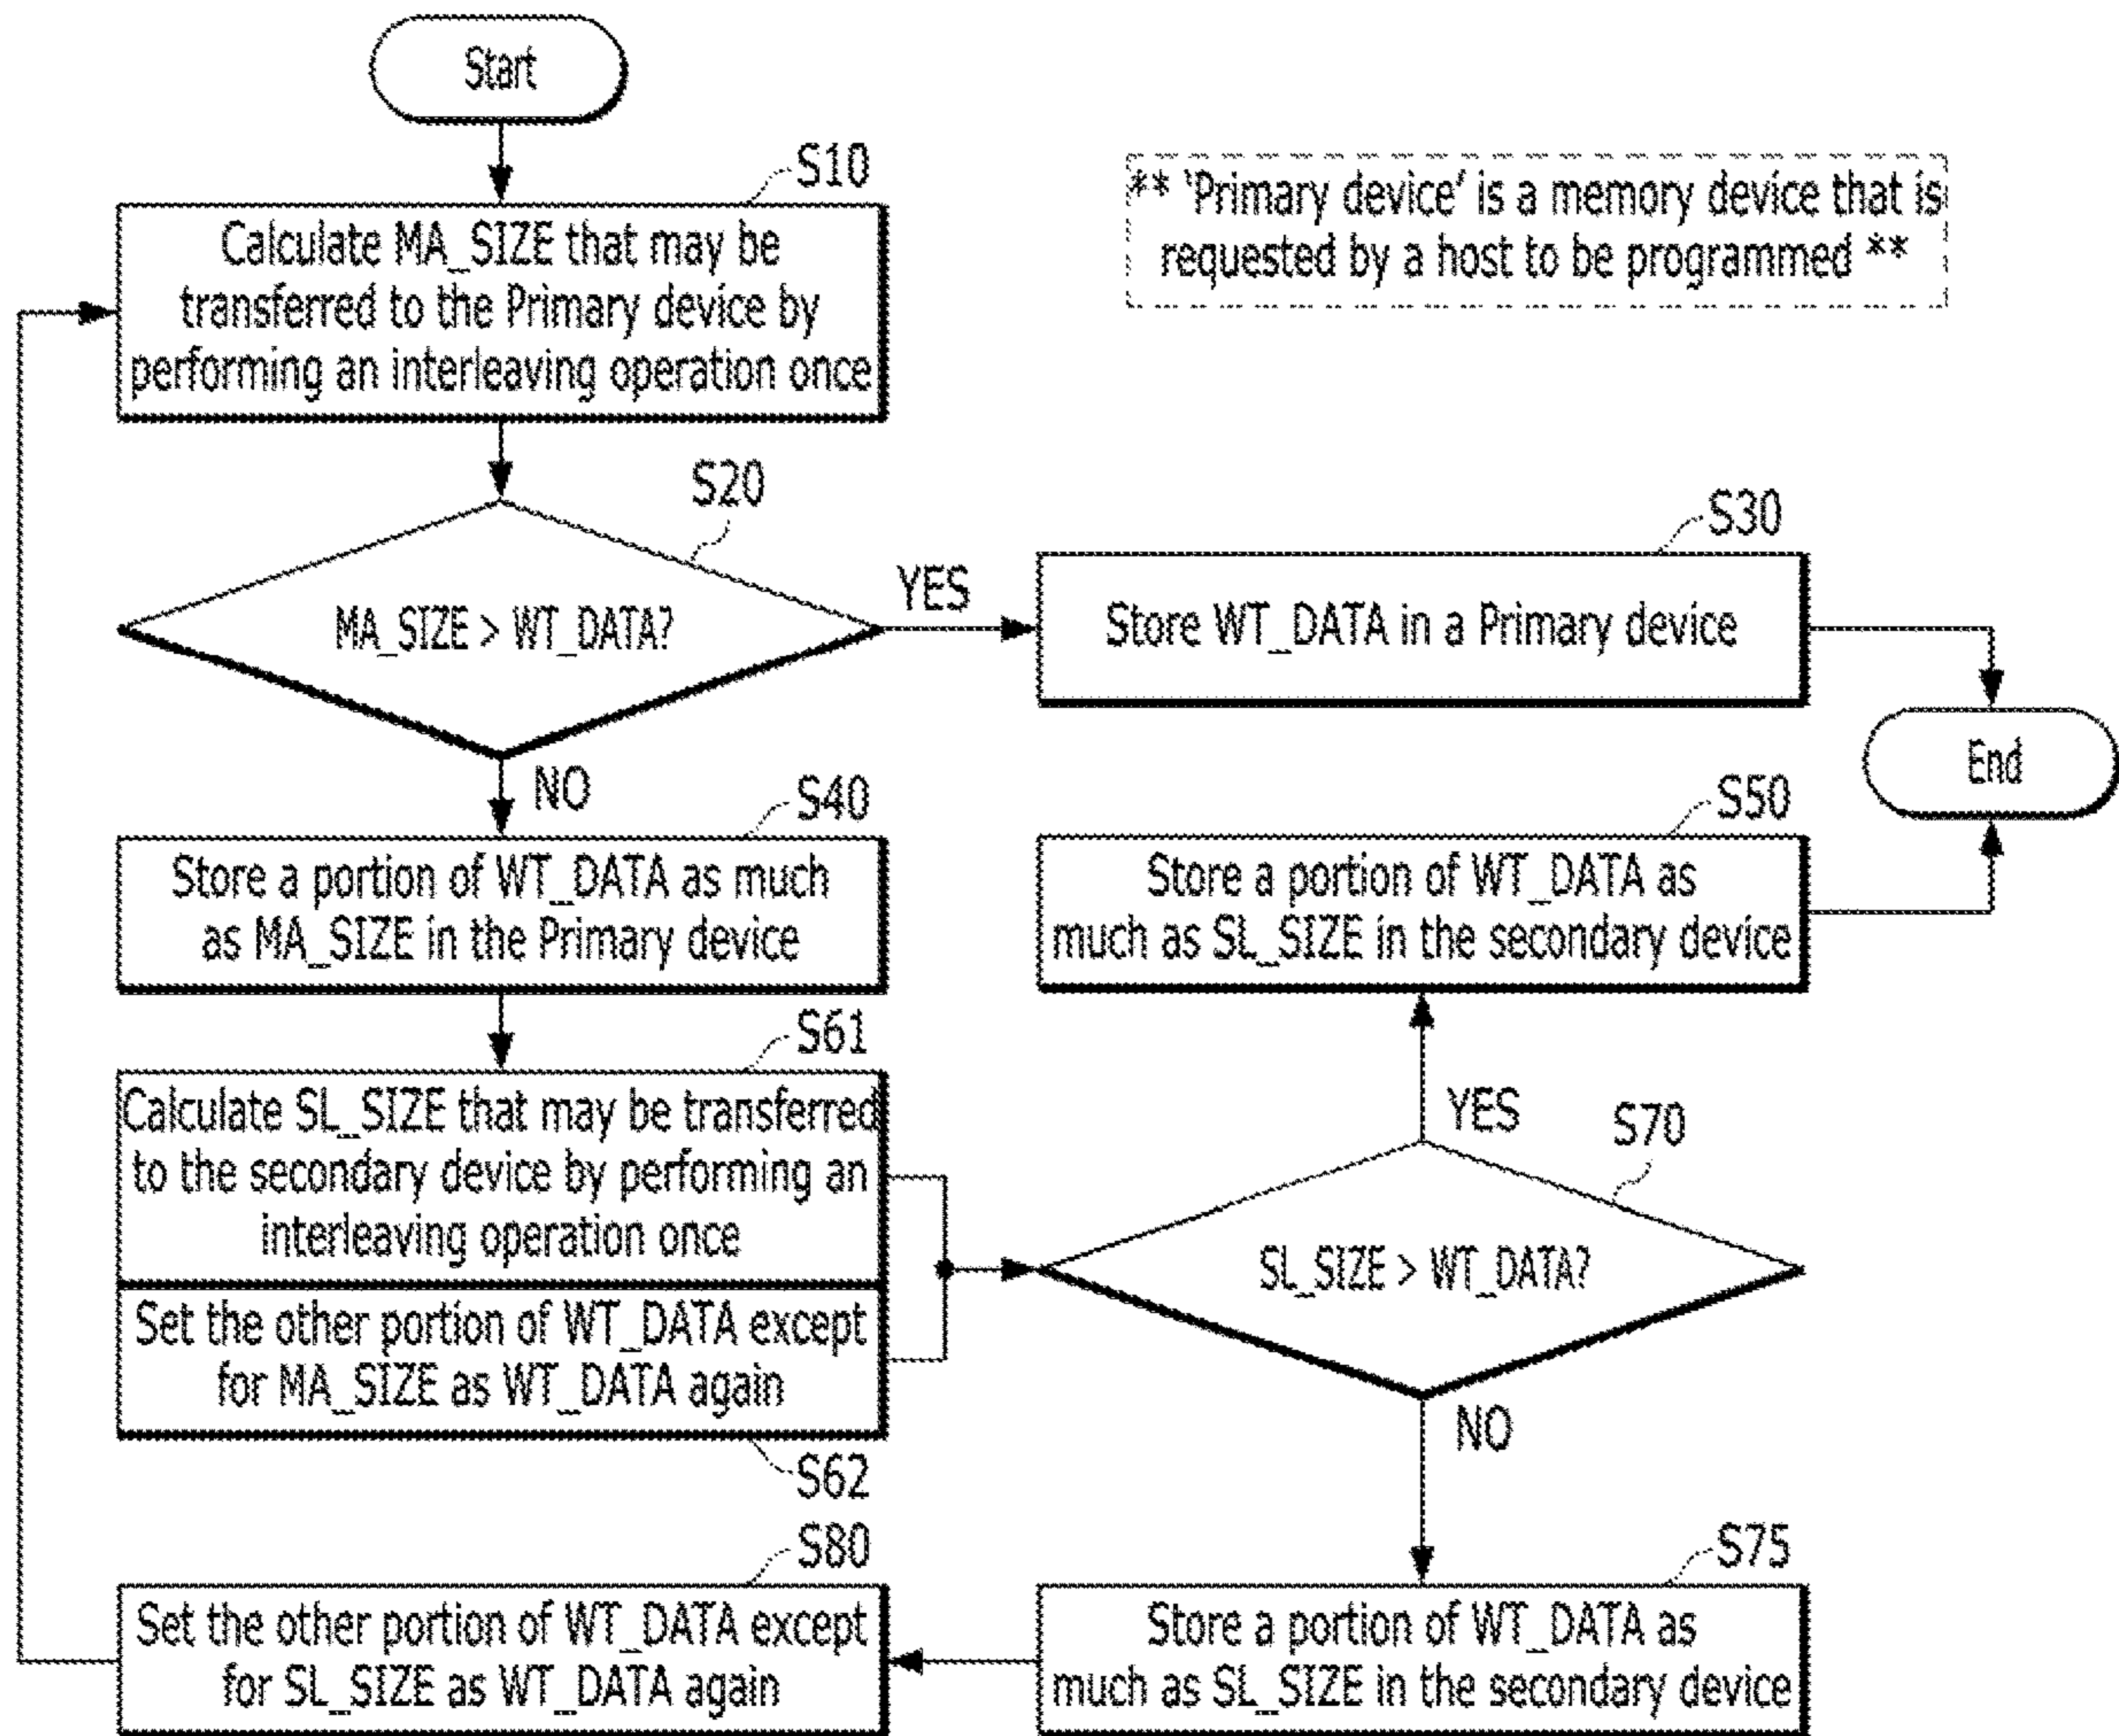 Start
S10
Calculate MA_SIZE that may be
transferred to the Primary device by
performing an interleaving operation once
** 'Primary device' is a memory device that is
requested by a host to be programmed **
S20
MA_SIZE > WT_DATA?
YES
S30
Store WT_DATA in a Primary device
End
NO
S40
Store a portion of WT_DATA as much
as MA_SIZE in the Primary device
S50
Store a portion of WT_DATA as
much as SL_SIZE in the secondary device
S61
Calculate SL_SIZE that may be transferred
to the secondary device by performing an
interleaving operation once
Set the other portion of WT_DATA except
for MA_SIZE as WT_DATA again
S62
YES
S70
SL_SIZE > WT_DATA?
NO
S75
Store a portion of WT_DATA as
much as SL_SIZE in the secondary device
S80
Set the other portion of WT_DATA except
for SL_SIZE as WT_DATA again